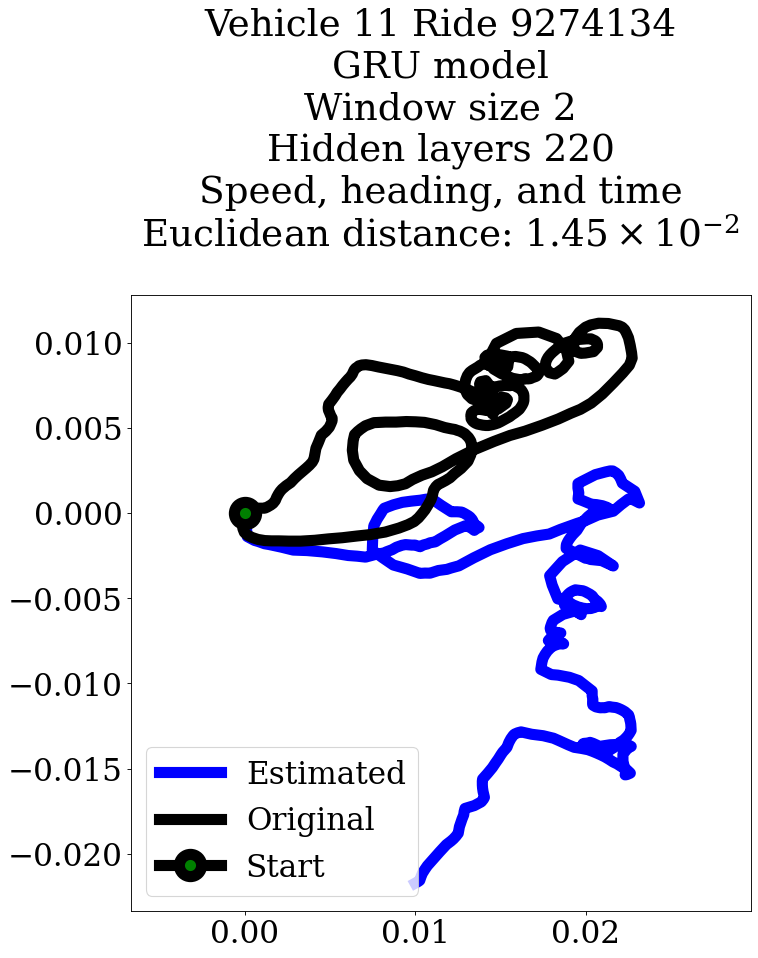 Vehicle 11 Ride 9274134
GRU model
Window size 2
Hidden layers 220
Speed, heading, and time
Euclidean distance: 1.45 × 10⁻²
0.010
0.005
0.000
−0.005
−0.010
−0.015
−0.020
Estimated
Original
Start
0.00 0.01 0.02